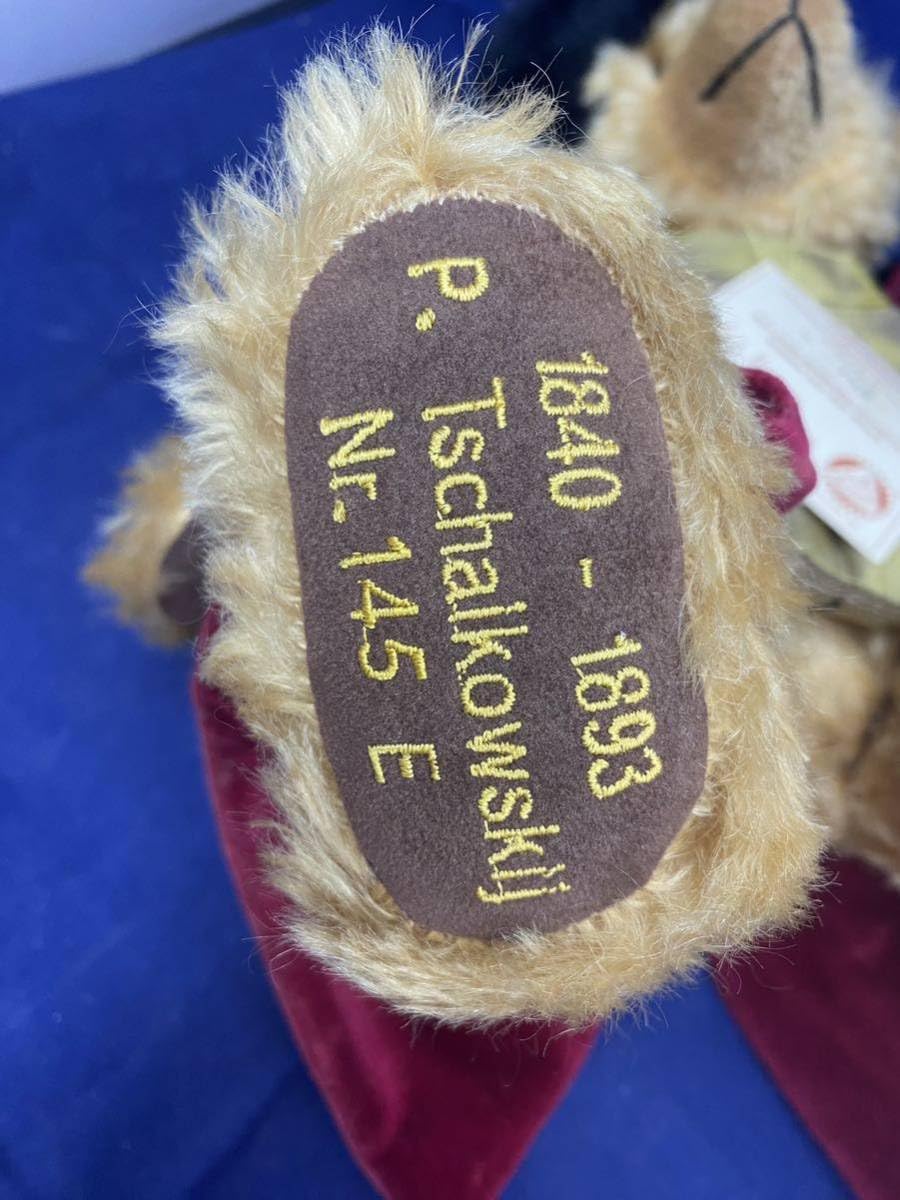 1840 - 1893
P. Tschaikowskij
Nr. 145 E